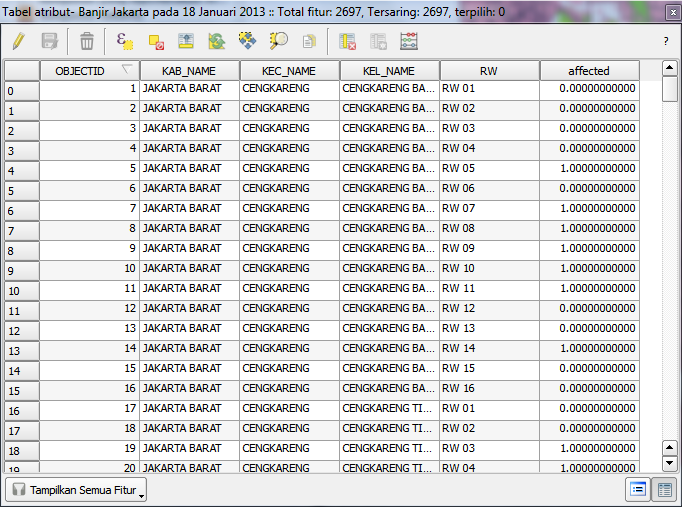 Tabel atribut- Banjir Jakarta pada 18 Januari 2013 :: Total fitur: 2697, Tersaring: 2697, terpilih: 0
?
OBJECTID KAB_NAME KEC_NAME KEL_NAME RW affected
0 1 JAKARTA BARAT CENGKARENG CENGKARENG BA... RW 01 0.00000000000
1 2 JAKARTA BARAT CENGKARENG CENGKARENG BA... RW 02 0.00000000000
2 3 JAKARTA BARAT CENGKARENG CENGKARENG BA... RW 03 0.00000000000
3 4 JAKARTA BARAT CENGKARENG CENGKARENG BA... RW 04 0.00000000000
4 5 JAKARTA BARAT CENGKARENG CENGKARENG BA... RW 05 1.00000000000
5 6 JAKARTA BARAT CENGKARENG CENGKARENG BA... RW 06 0.00000000000
6 7 JAKARTA BARAT CENGKARENG CENGKARENG BA... RW 07 1.00000000000
7 8 JAKARTA BARAT CENGKARENG CENGKARENG BA... RW 08 1.00000000000
8 9 JAKARTA BARAT CENGKARENG CENGKARENG BA... RW 09 1.00000000000
9 10 JAKARTA BARAT CENGKARENG CENGKARENG BA... RW 10 1.00000000000
10 11 JAKARTA BARAT CENGKARENG CENGKARENG BA... RW 11 1.00000000000
11 12 JAKARTA BARAT CENGKARENG CENGKARENG BA... RW 12 0.00000000000
12 13 JAKARTA BARAT CENGKARENG CENGKARENG BA... RW 13 0.00000000000
13 14 JAKARTA BARAT CENGKARENG CENGKARENG BA... RW 14 1.00000000000
14 15 JAKARTA BARAT CENGKARENG CENGKARENG BA... RW 15 0.00000000000
15 16 JAKARTA BARAT CENGKARENG CENGKARENG BA... RW 16 0.00000000000
16 17 JAKARTA BARAT CENGKARENG CENGKARENG TI... RW 01 0.00000000000
17 18 JAKARTA BARAT CENGKARENG CENGKARENG TI... RW 02 0.00000000000
18 19 JAKARTA BARAT CENGKARENG CENGKARENG TI... RW 03 1.00000000000
19 20 JAKARTA BARAT CENGKARENG CENGKARENG TI... RW 04 1.00000000000
Tampilkan Semua Fitur